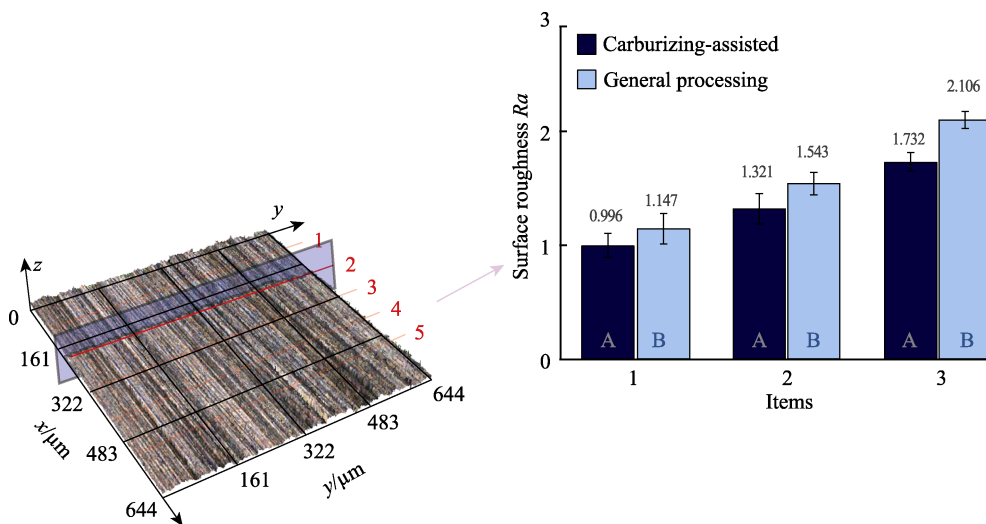 y
z
0
161
322
483
644
x/μm
161
322
483
644
y/μm
1
2
3
4
5
Carburizing-assisted
General processing
Surface roughness Ra
3
2
1
0
0.996
1.147
1.321
1.543
1.732
2.106
A B A B A B
1 2 3
Items